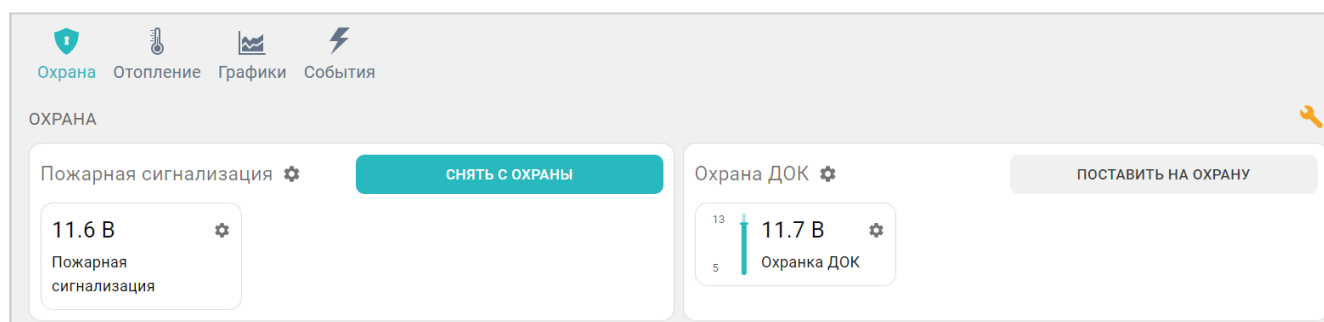 Охрана Отопление Графики События
ОХРАНА
Пожарная сигнализация СНЯТЬ С ОХРАНЫ
11.6 В
Пожарная
сигнализация
Охрана ДОК ПОСТАВИТЬ НА ОХРАНУ
13
11.7 В
5
Охранка ДОК